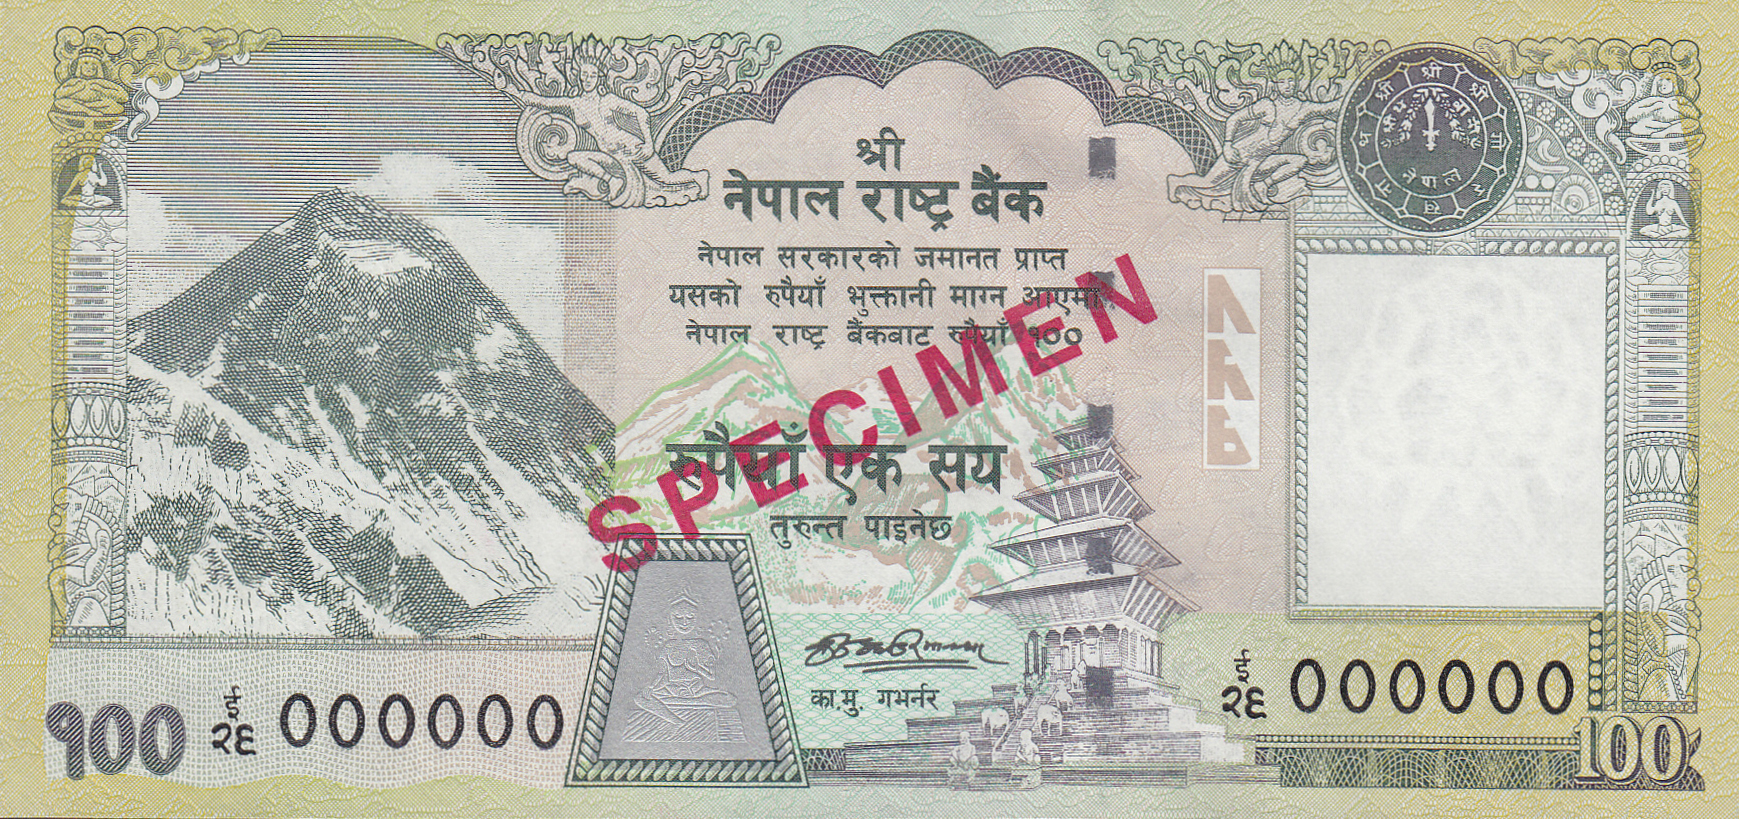 श्री
नेपाल राष्ट्र बैंक
नेपाल सरकारको जमानत प्राप्त
यसको रुपैयाँ भुक्तानी माग्न आएमा
नेपाल राष्ट्र बैंकबाट रुपैयाँ १००
रुपैयाँ एक सय
तुरुन्त पाइनेछ
SPECIMEN
का.मु. गभर्नर
ई
२६ 000000
ई
२६ 000000
१००
100